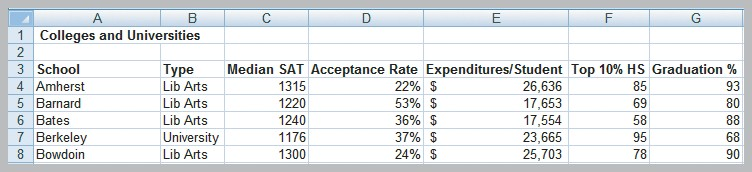 A B C D E F G
1 Colleges and Universities
2
3 School Type Median SAT Acceptance Rate Expenditures/Student Top 10% HS Graduation %
4 Amherst Lib Arts 1315 22% $ 26,636 85 93
5 Barnard Lib Arts 1220 53% $ 17,653 69 80
6 Bates Lib Arts 1240 36% $ 17,554 58 88
7 Berkeley University 1176 37% $ 23,665 95 68
8 Bowdoin Lib Arts 1300 24% $ 25,703 78 90